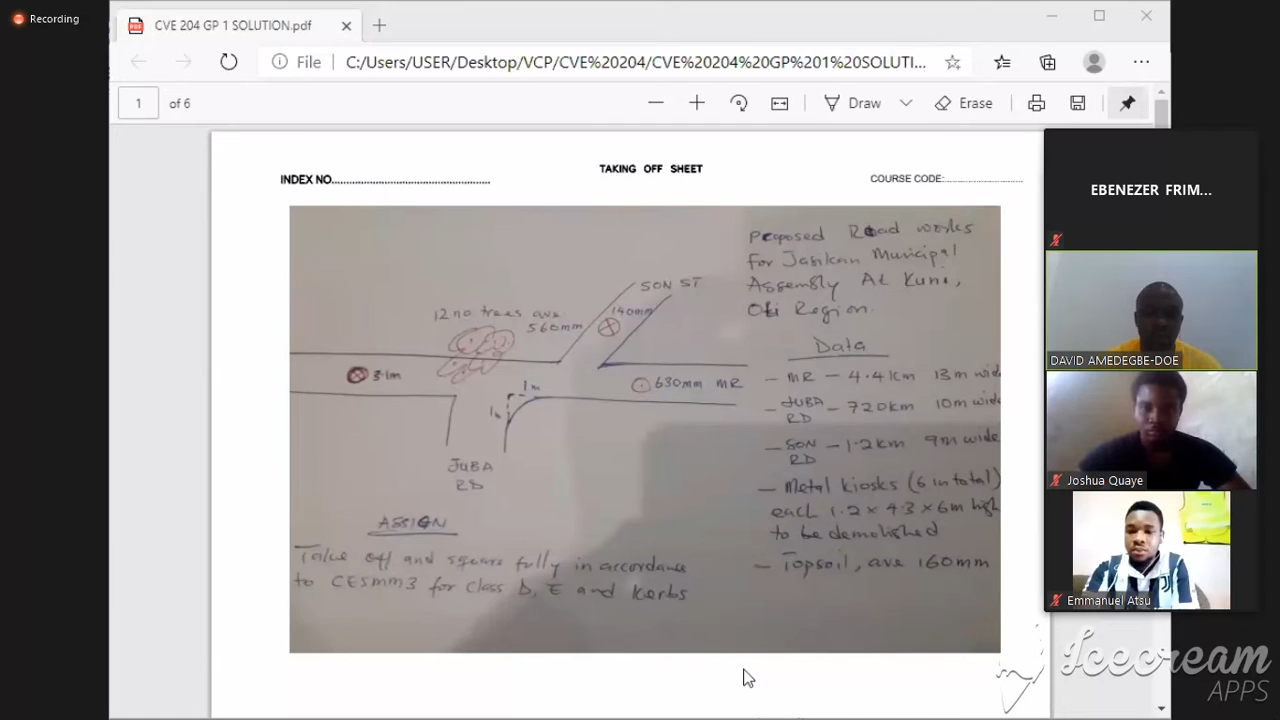 Recording
CVE 204 GP 1 SOLUTION.pdf
File
C:/Users/USER/Desktop/VCP/CVE%20204/CVE%20204%20GP%201%20SOLUTI...
1 of 6
Draw
Erase
TAKING OFF SHEET
INDEX NO.
COURSE CODE:
Proposed Road works
for Jasikan Municipal
Assembly At Kuni,
Oti Region
SON ST
140mm
12no trees ave
560mm
3.1m
1m
630mm MR
JUBA
RD
Data
- MR - 4.4km 13m wide
- JUBA RD - 720km 10m wide
- SON RD - 1.2km 9m wide
- Metal kiosks (6 in total)
each 1.2 x 4.3 x 6m high
to be demolished
- Topsoil, ave 160mm
ASSIGN
Take off and square fully in accordance
to CESMM3 for Class D, E and Kerbs
EBENEZER FRIM...
DAVID AMEDEGBE-DOE
Joshua Quaye
Emmanuel Atsu
Icecream
APPS